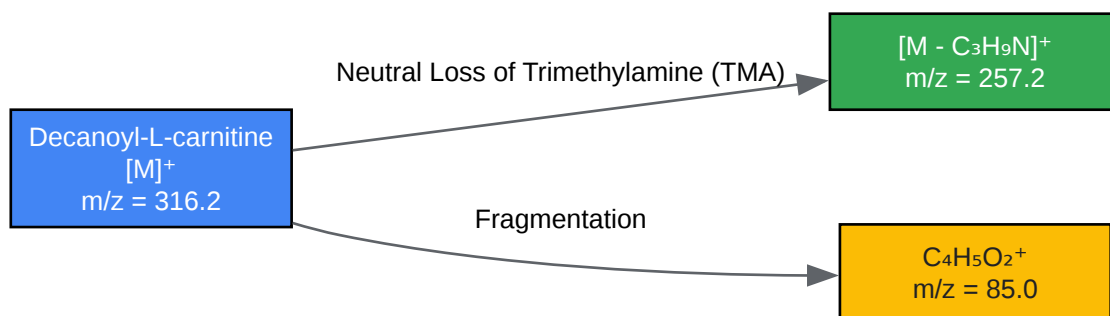 Decanoyl-L-carnitine
[M]⁺
m/z = 316.2
Neutral Loss of Trimethylamine (TMA)
[M - C₃H₉N]⁺
m/z = 257.2
Fragmentation
C₄H₅O₂⁺
m/z = 85.0